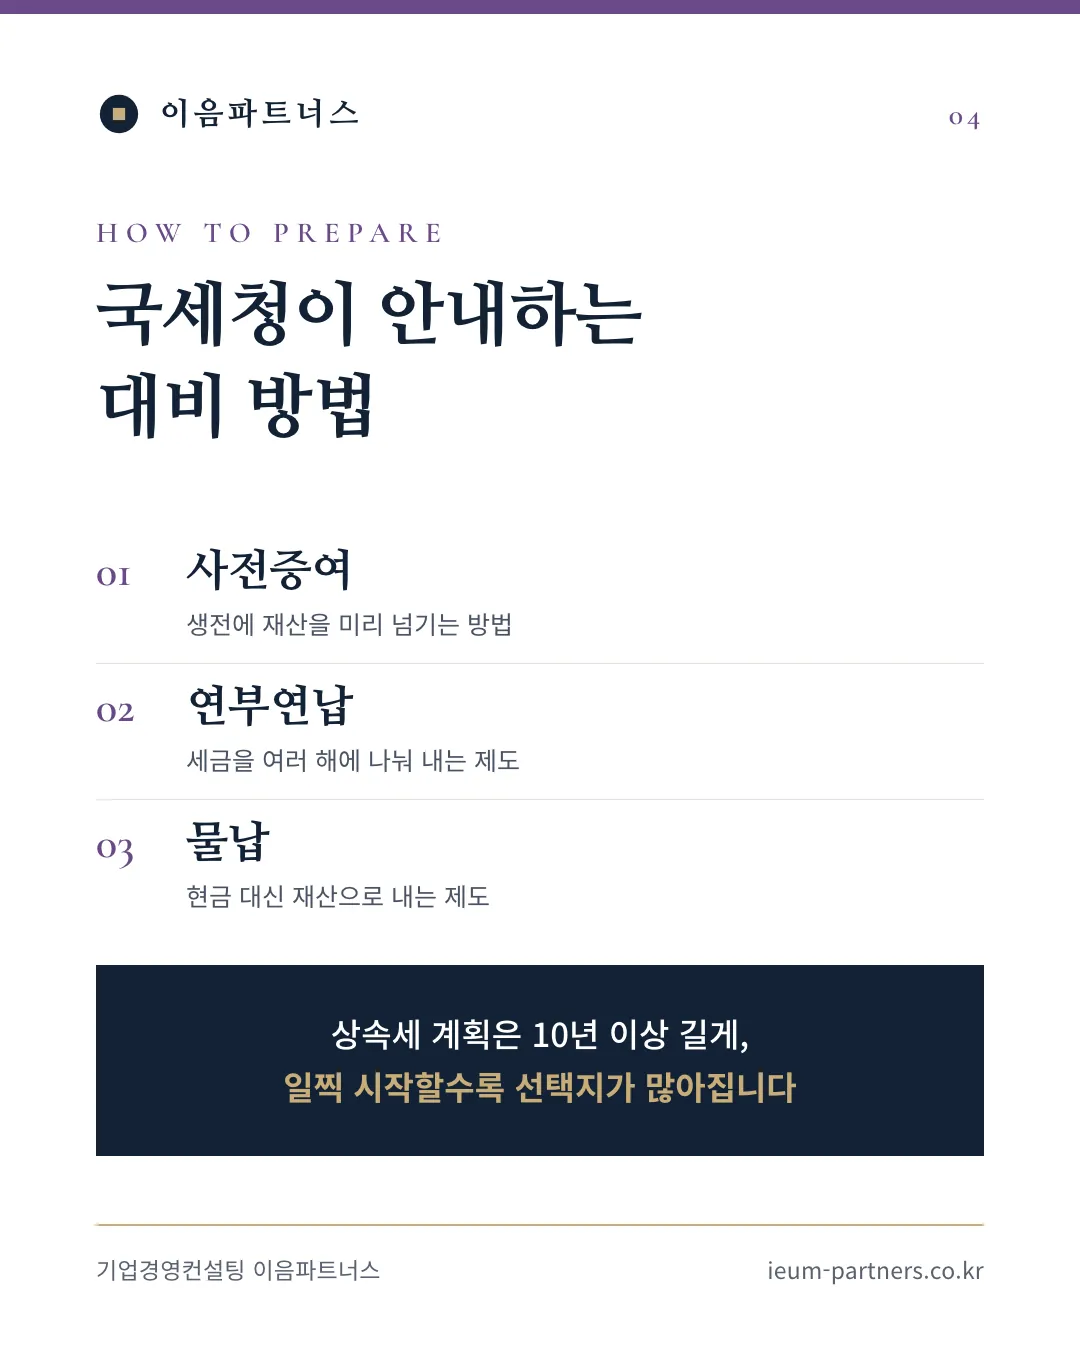 이음파트너스
04
HOW TO PREPARE
국세청이 안내하는
대비 방법
01 사전증여
생전에 재산을 미리 넘기는 방법
02 연부연납
세금을 여러 해에 나눠 내는 제도
03 물납
현금 대신 재산으로 내는 제도
상속세 계획은 10년 이상 길게,
일찍 시작할수록 선택지가 많아집니다
기업경영컨설팅 이음파트너스
ieum-partners.co.kr